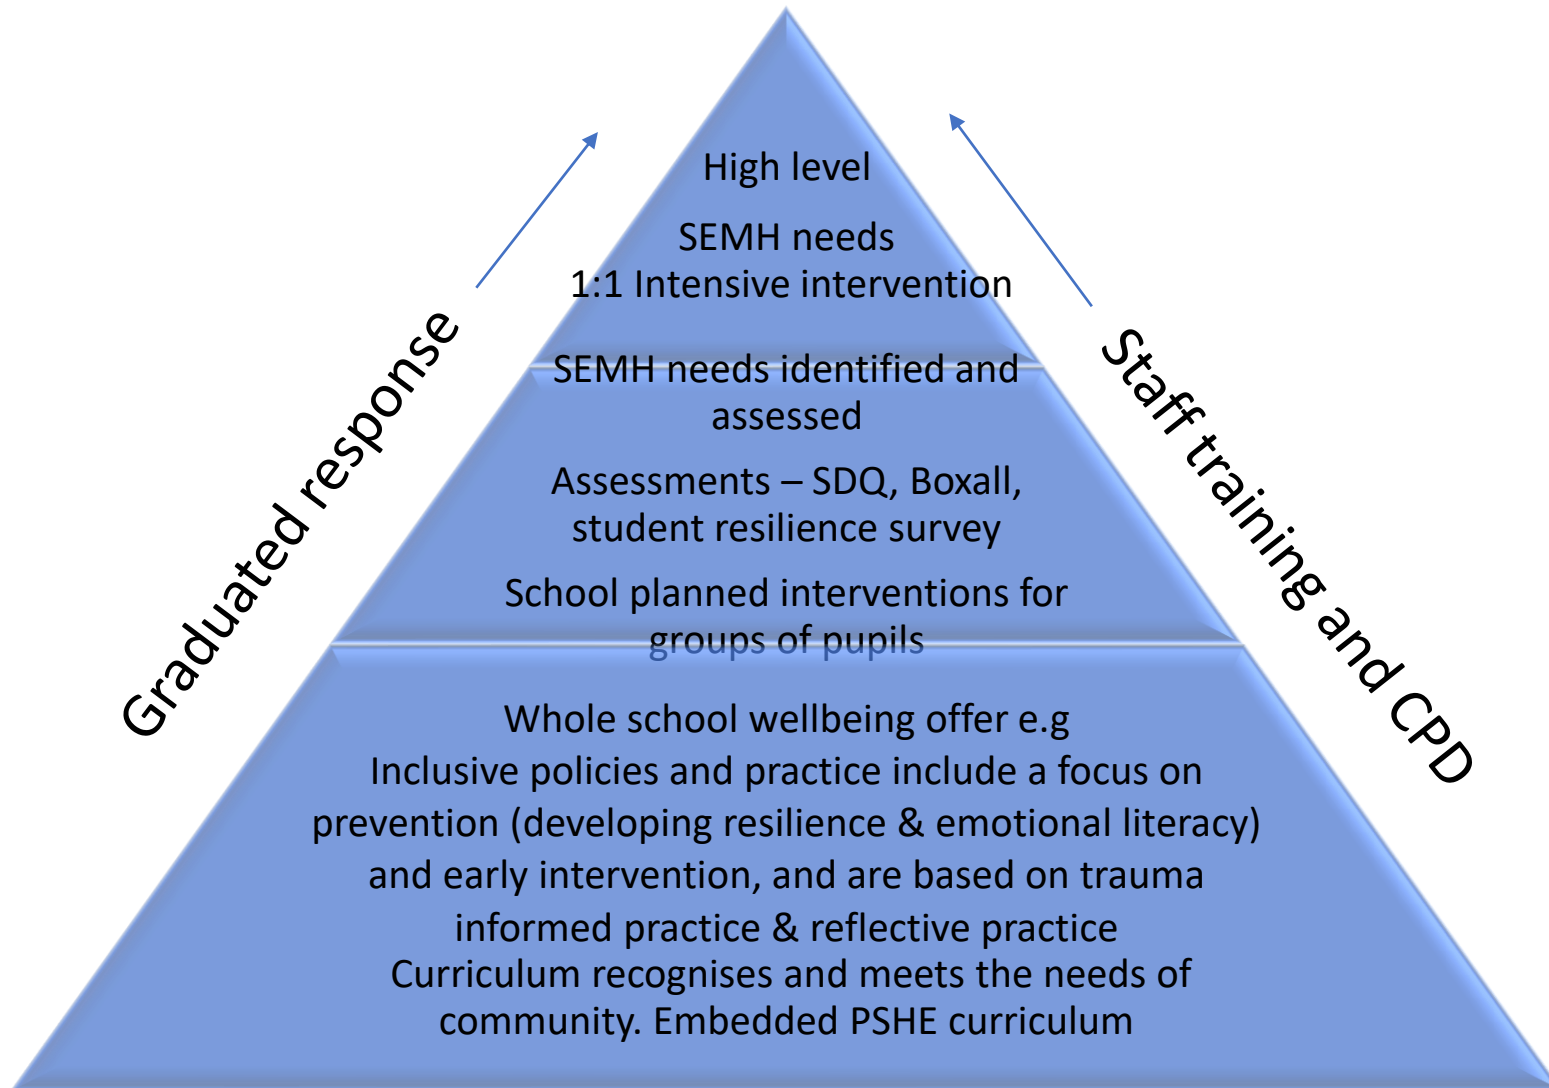 High level
SEMH needs
1:1 Intensive intervention
SEMH needs identified and
assessed
Assessments – SDQ, Boxall,
student resilience survey
School planned interventions for
groups of pupils
Whole school wellbeing offer e.g
Inclusive policies and practice include a focus on
prevention (developing resilience & emotional literacy)
and early intervention, and are based on trauma
informed practice & reflective practice
Curriculum recognises and meets the needs of
community. Embedded PSHE curriculum
Graduated response
Staff training and CPD